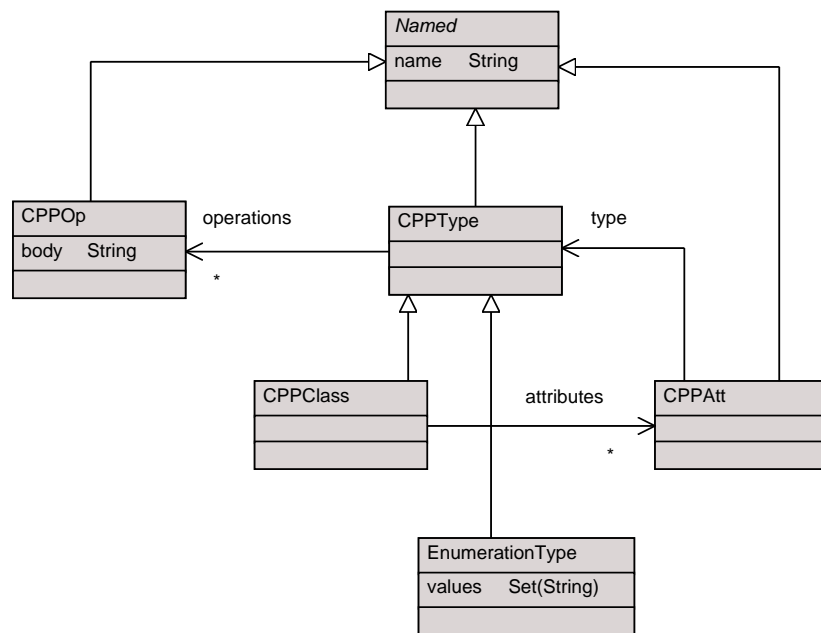 Named
name String
CPPOp
body String
operations
*
CPPType
type
CPPClass
attributes
*
CPPAtt
EnumerationType
values Set(String)